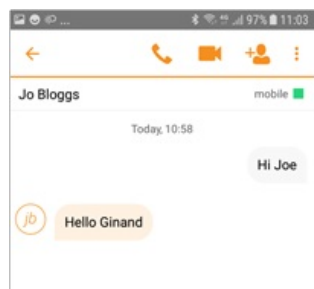 97% 11:03
Jo Bloggs
mobile
Today, 10:58
Hi Joe
jb
Hello Ginand